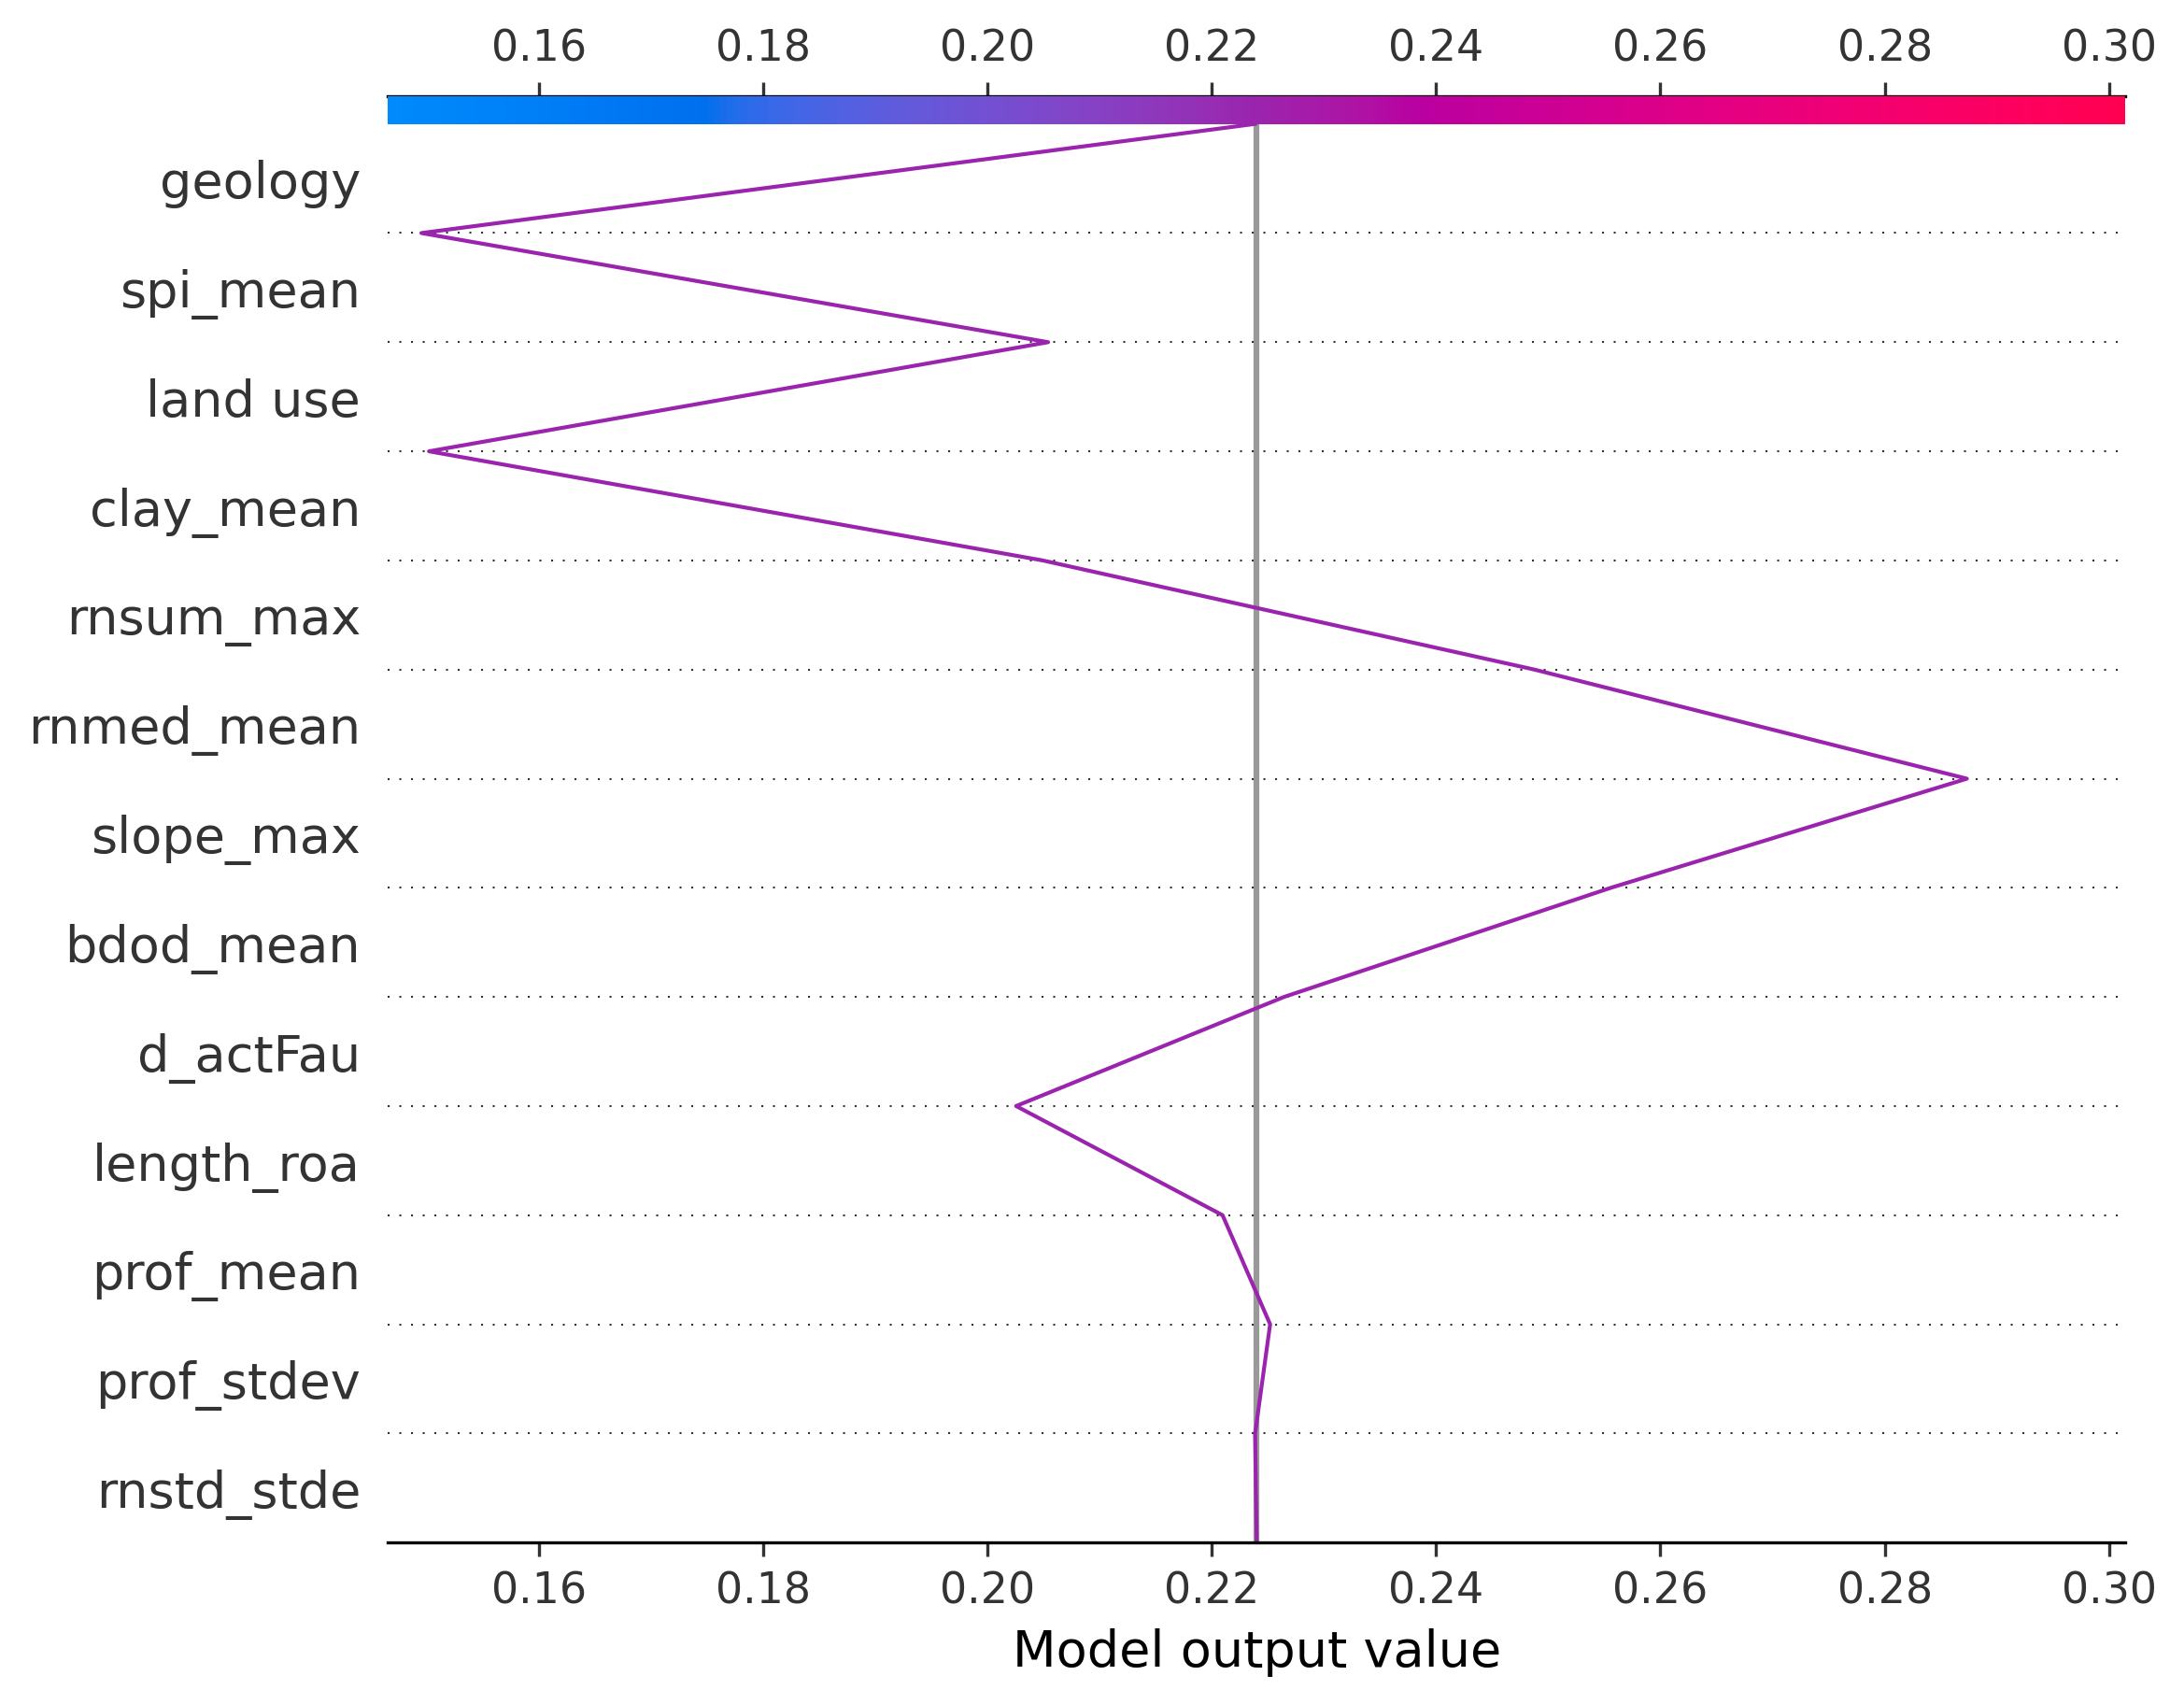 0.16 0.18 0.20 0.22 0.24 0.26 0.28 0.30
geology
spi_mean
land use
clay_mean
rnsum_max
rnmed_mean
slope_max
bdod_mean
d_actFau
length_roa
prof_mean
prof_stdev
rnstd_stde
0.16 0.18 0.20 0.22 0.24 0.26 0.28 0.30
Model output value